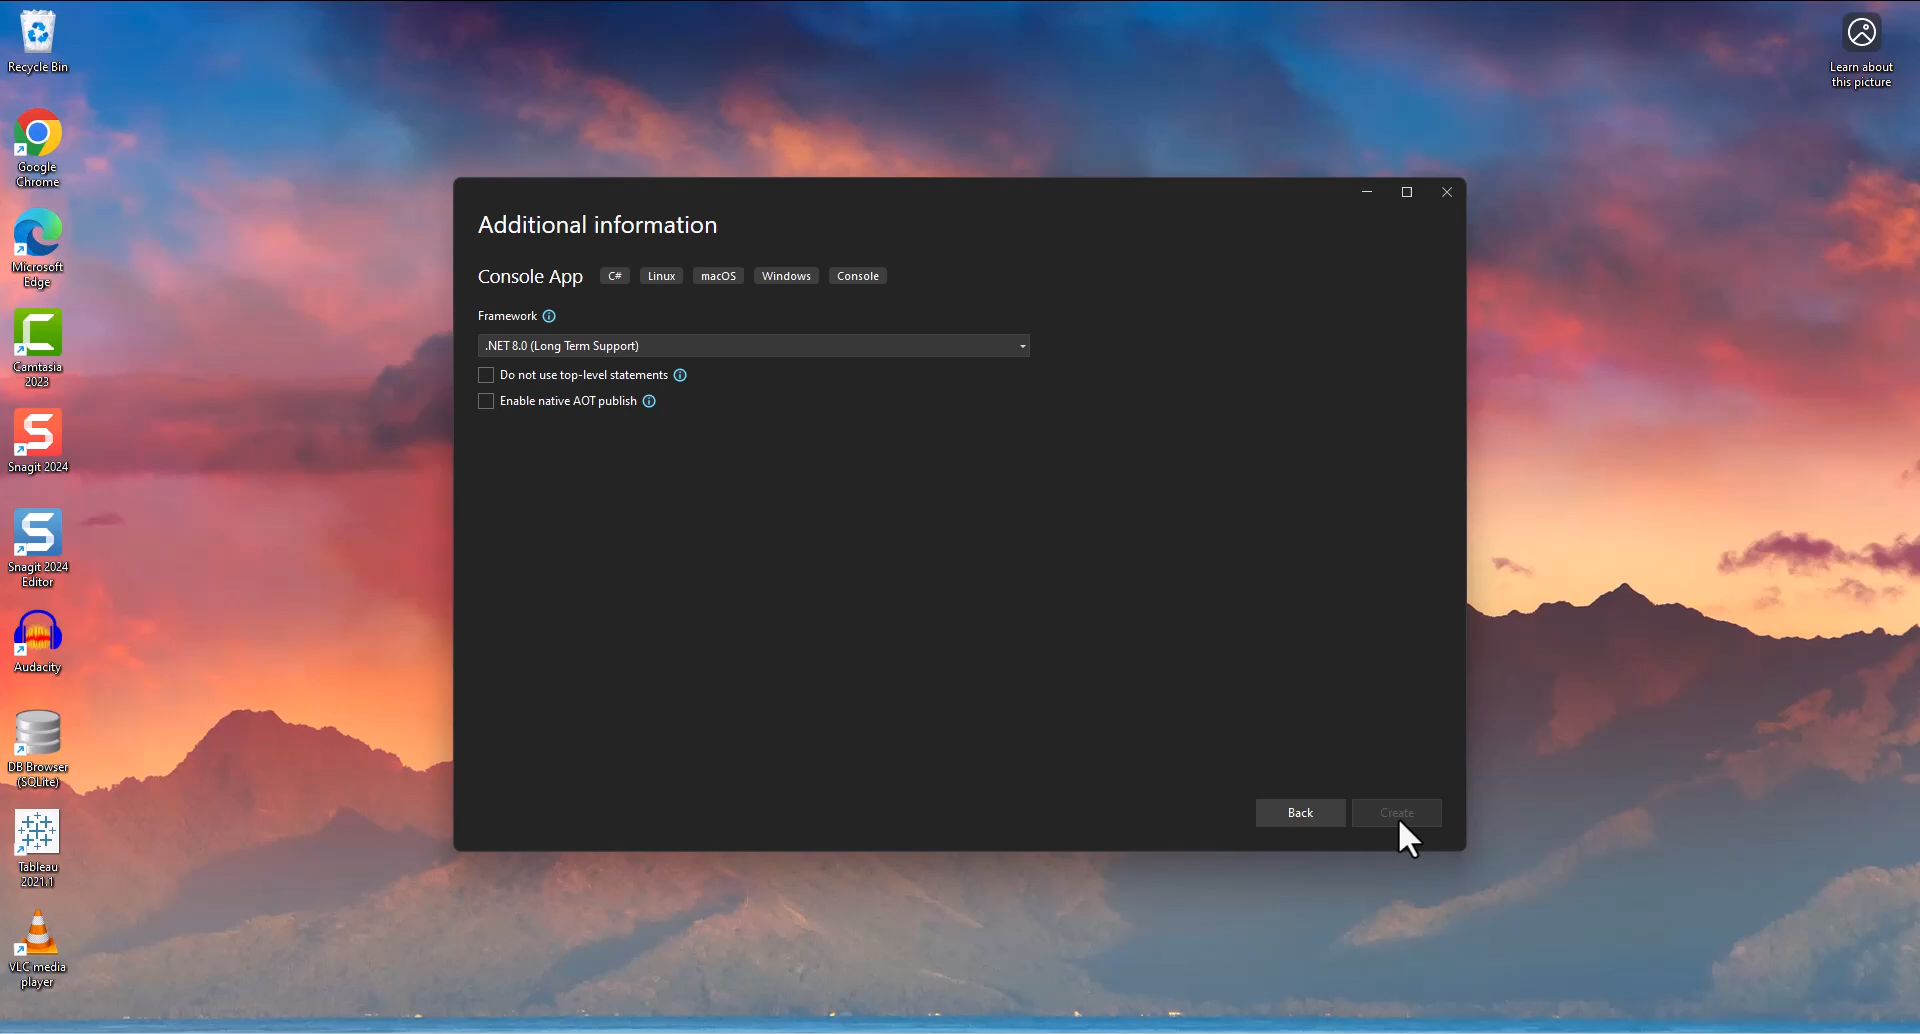 Recycle Bin
Google
Chrome
Microsoft
Edge
Camtasia
2023
Snagit 2024
Snagit 2024
Editor
Audacity
DB Browser
(SQLite)
Tableau
2021.1
VLC media
player
Learn about
this picture
Additional information
Console App C# Linux macOS Windows Console
Framework
.NET 8.0 (Long Term Support)
Do not use top-level statements
Enable native AOT publish
Back Create